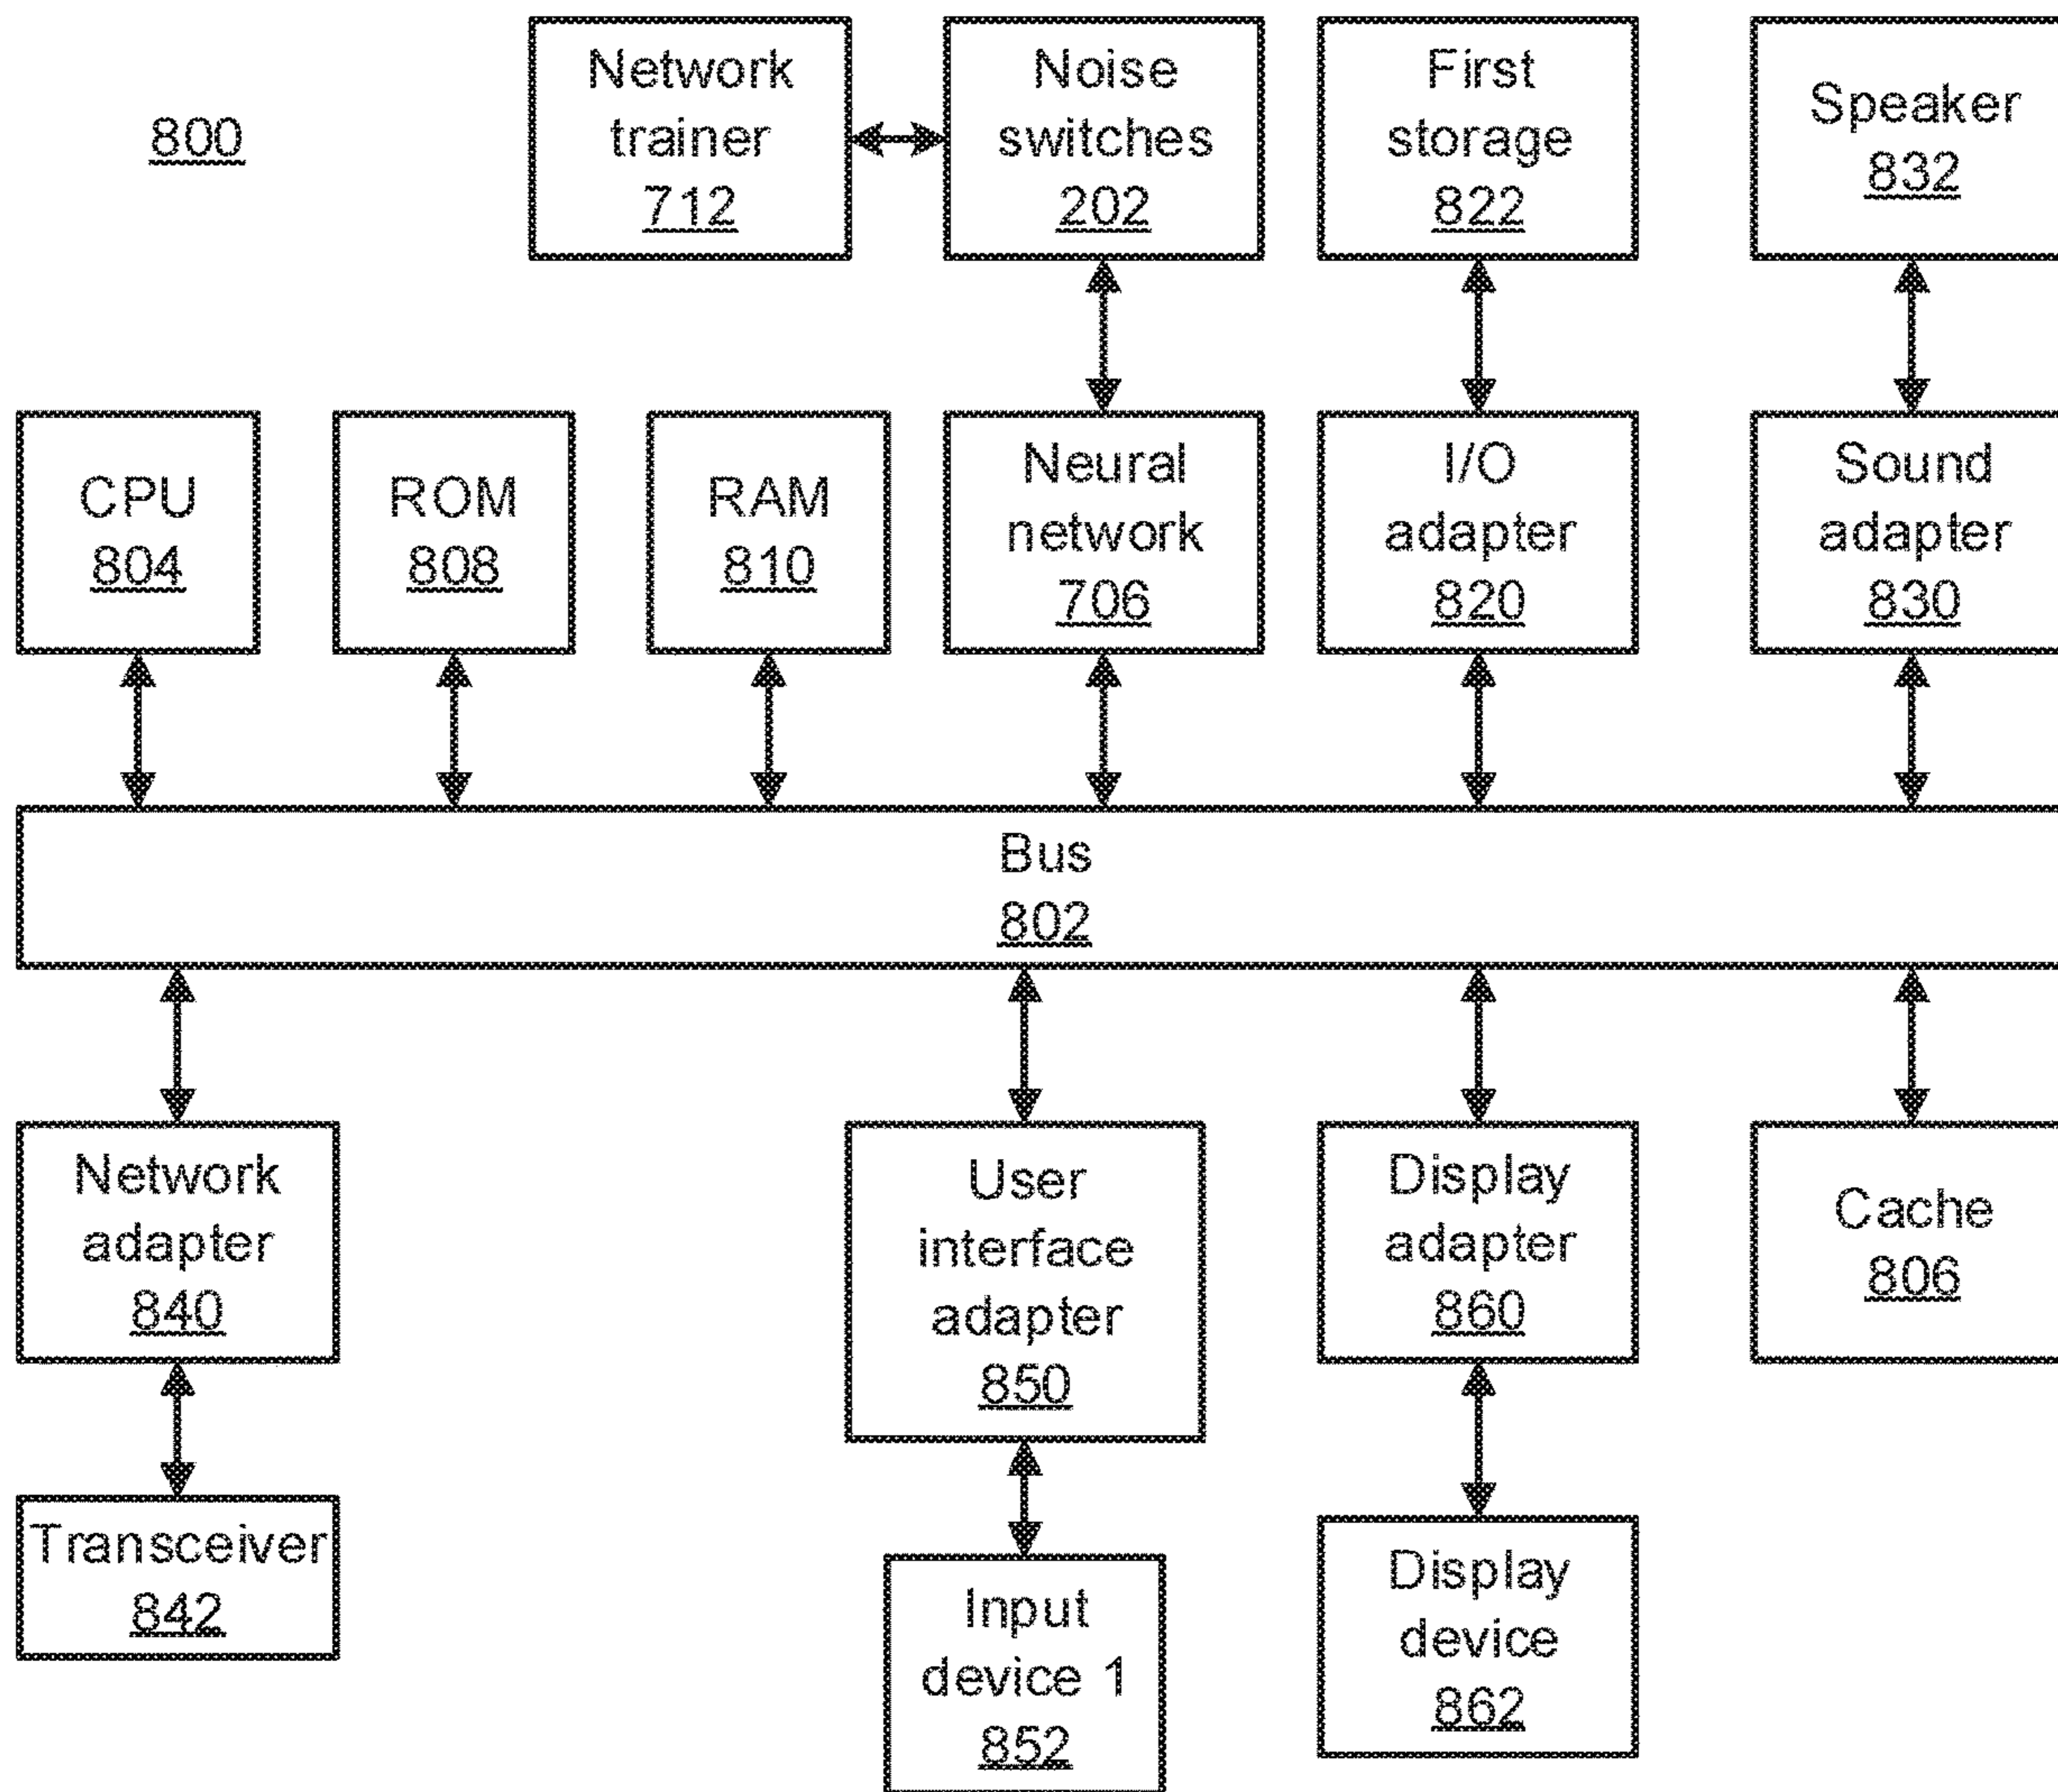 800
Network
trainer
712
Noise
switches
202
First
storage
822
Speaker
832
CPU
804
ROM
808
RAM
810
Neural
network
706
I/O
adapter
820
Sound
adapter
830
Bus
802
Network
adapter
840
User
interface
adapter
850
Display
adapter
860
Cache
806
Transceiver
842
Input
device 1
852
Display
device
862